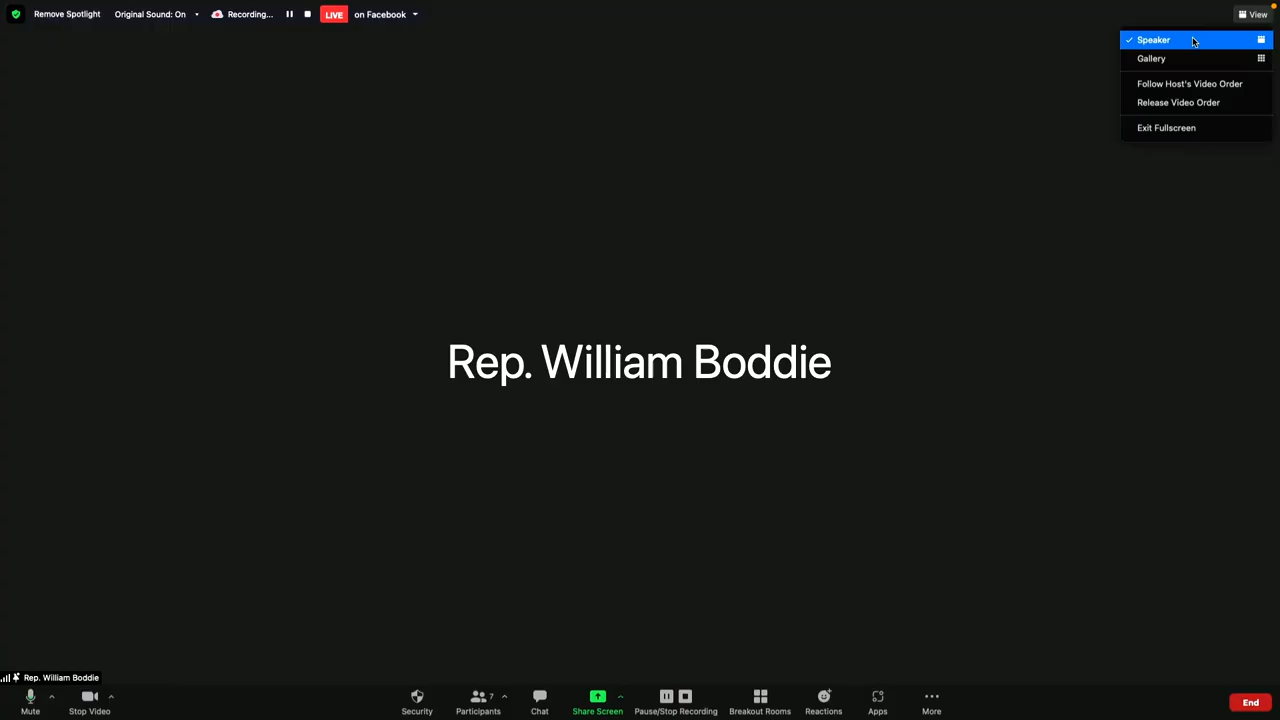 Remove Spotlight
Original Sound: On
Recording...
LIVE on Facebook
View
Speaker
Gallery
Follow Host's Video Order
Release Video Order
Exit Fullscreen
Rep. William Boddie
Rep. William Boddie
Mute
Stop Video
Security
7
Participants
Chat
Share Screen
Pause/Stop Recording
Breakout Rooms
Reactions
Apps
More
End